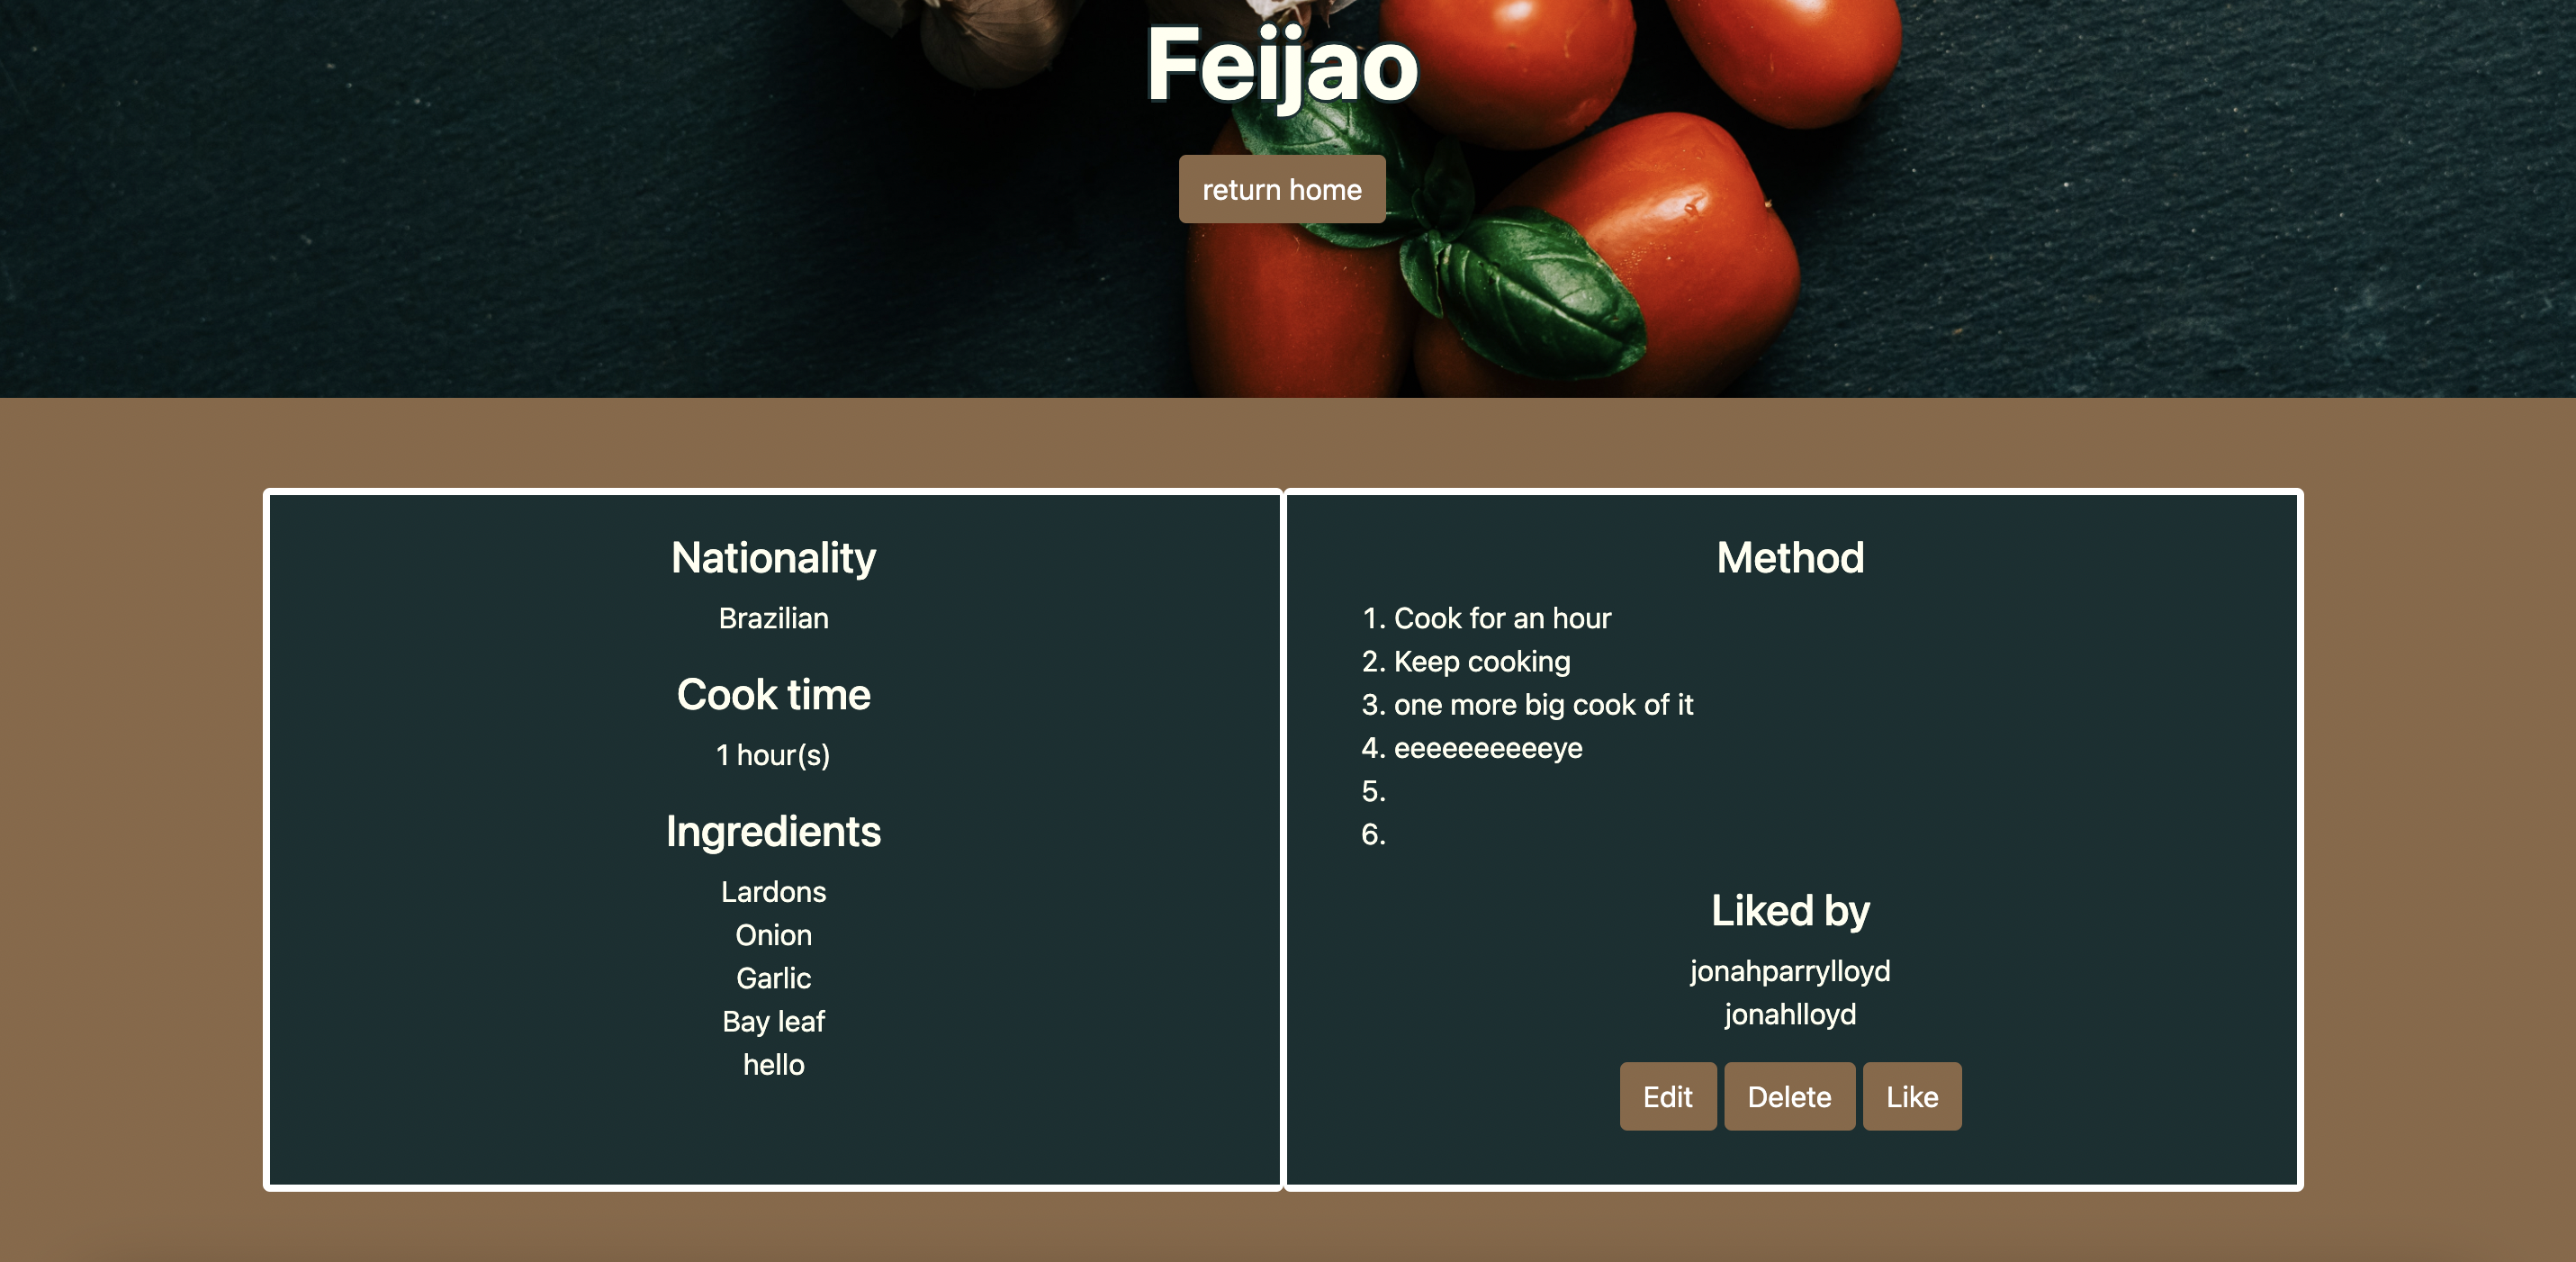 Feijao
return home
Nationality
Brazilian
Cook time
1 hour(s)
Ingredients
Lardons
Onion
Garlic
Bay leaf
hello
Method
1. Cook for an hour
2. Keep cooking
3. one more big cook of it
4. eeeeeeeeeeye
5.
6.
Liked by
jonahparrylloyd
jonahlloyd
Edit Delete Like